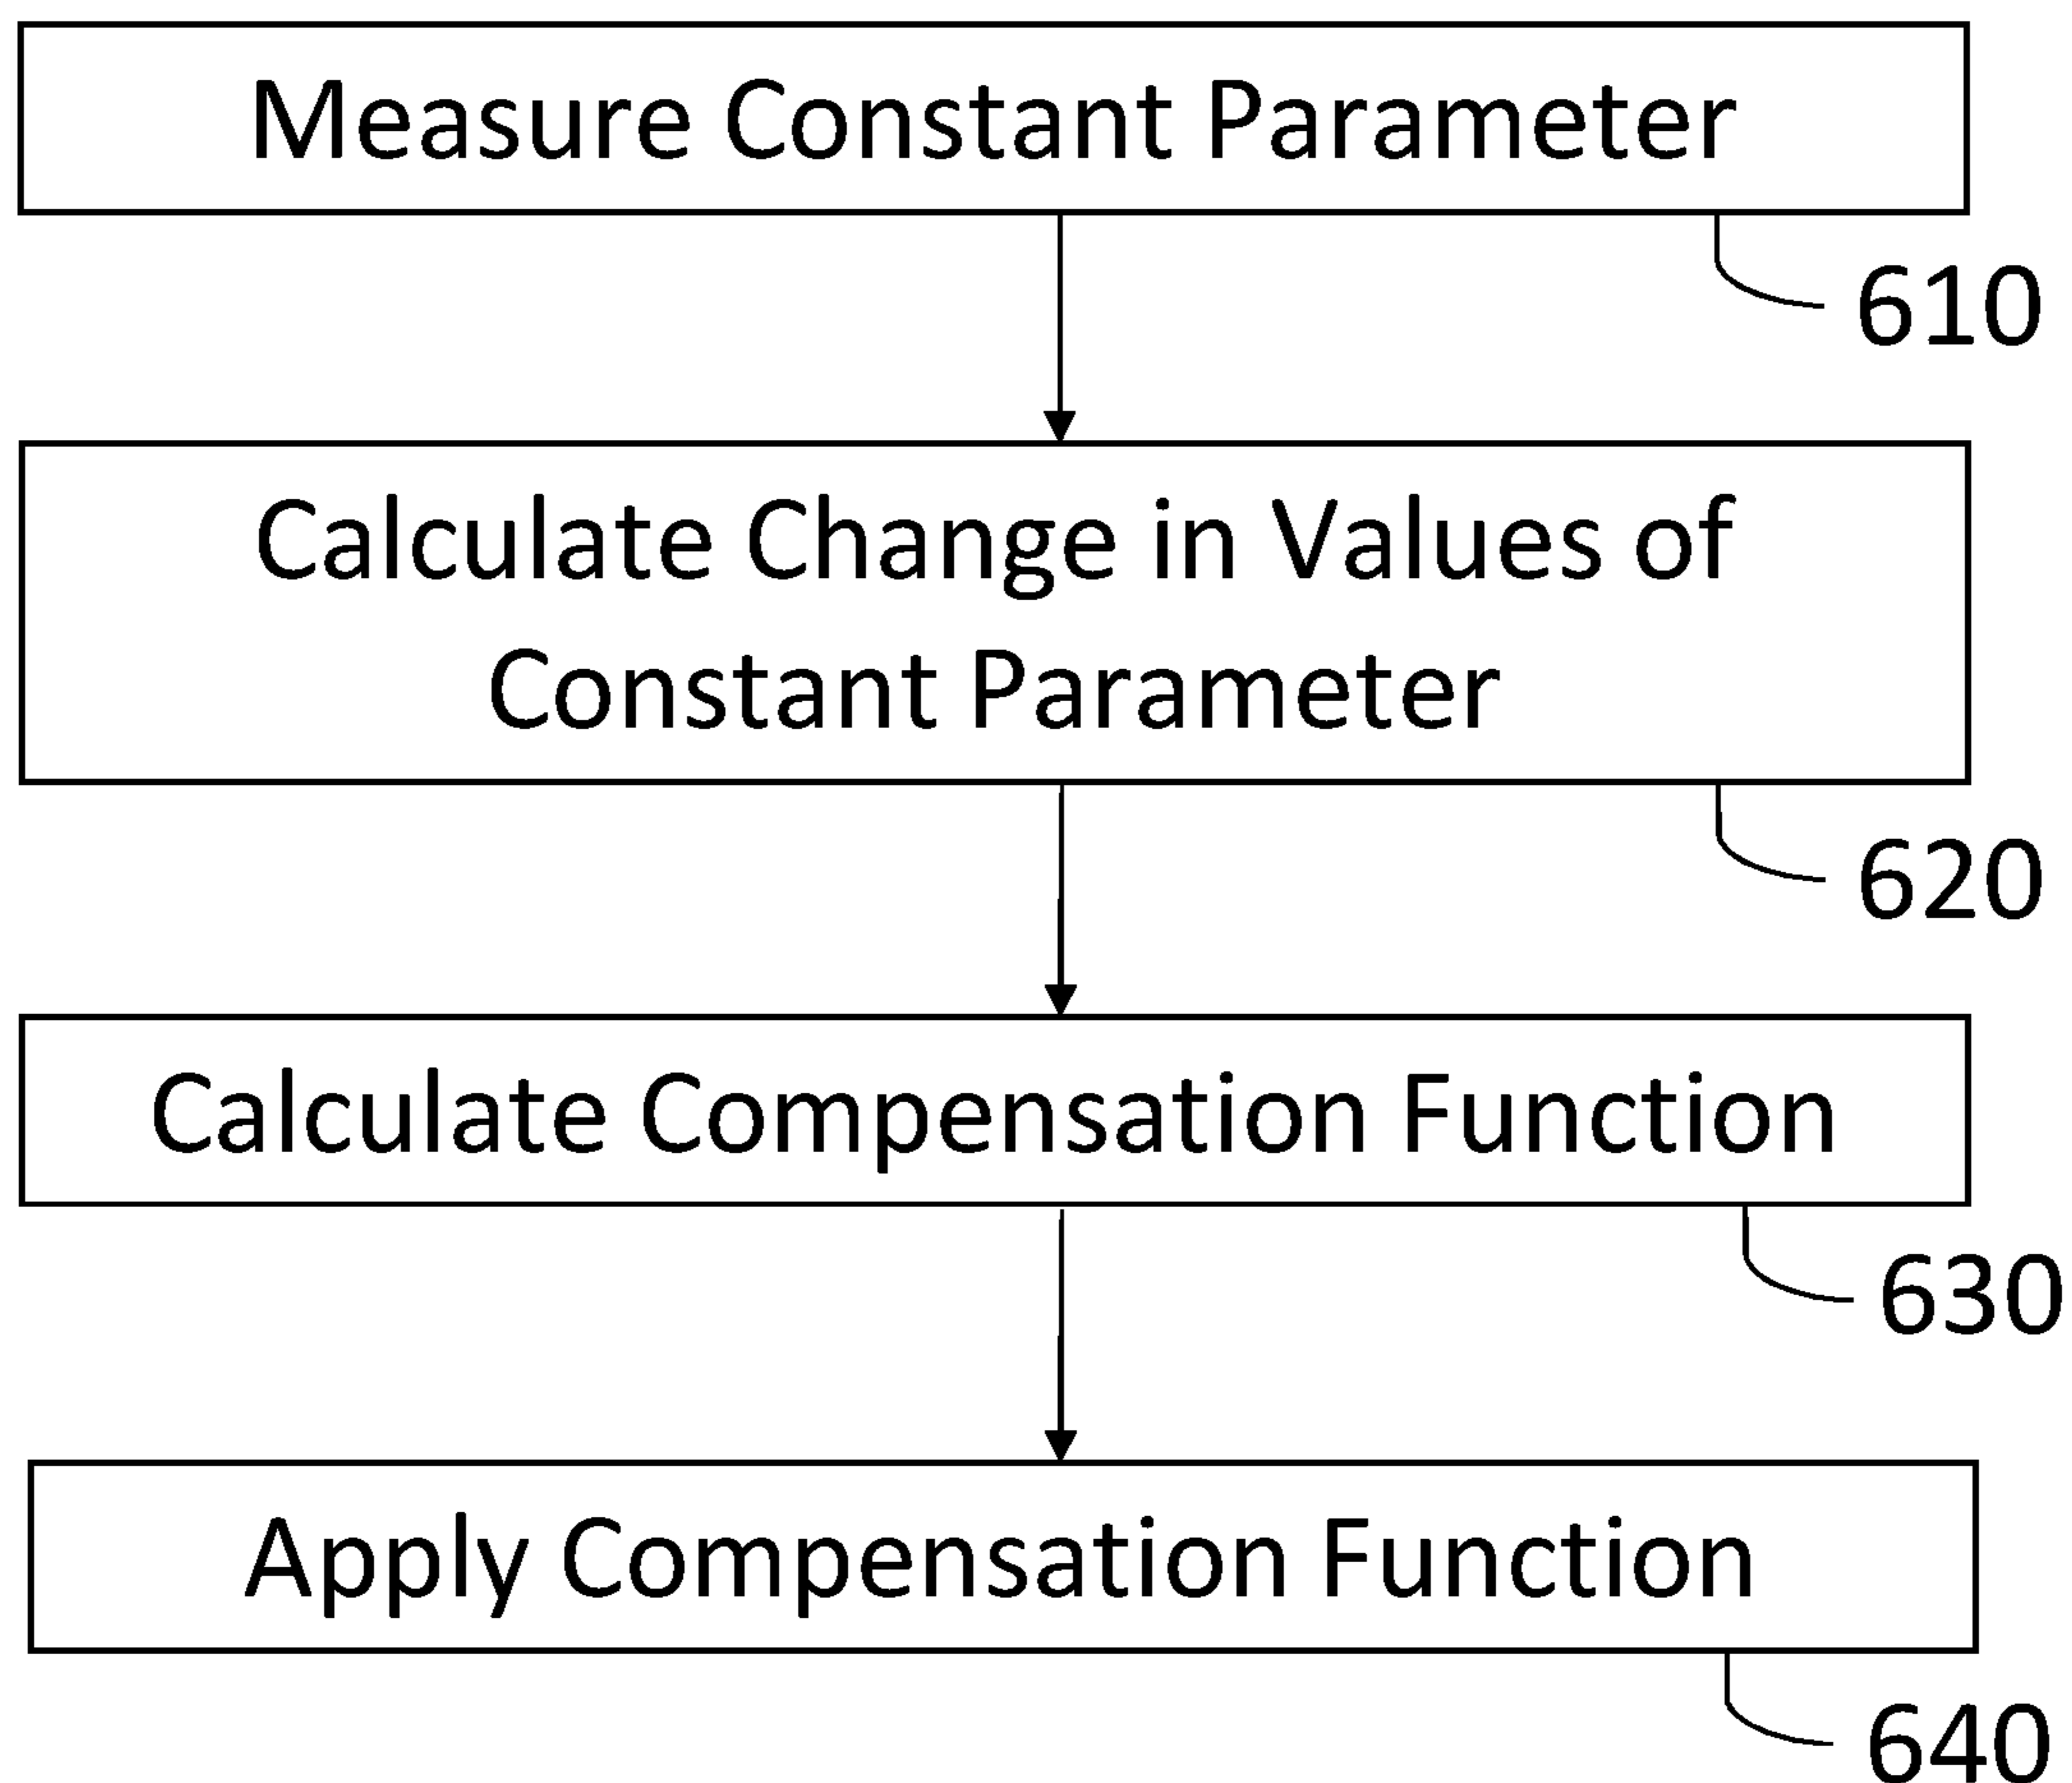 Measure Constant Parameter
610
Calculate Change in Values of
Constant Parameter
620
Calculate Compensation Function
630
Apply Compensation Function
640